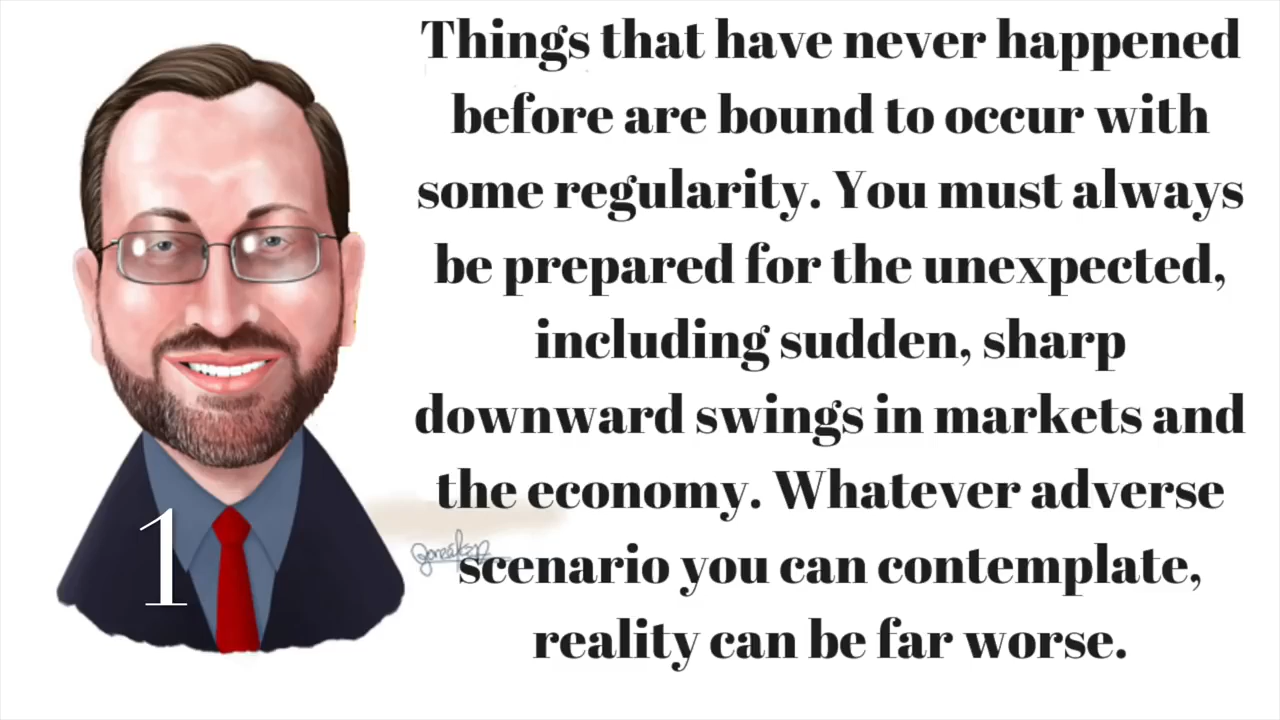 Things that have never happened
before are bound to occur with
some regularity. You must always
be prepared for the unexpected,
including sudden, sharp
downward swings in markets and
the economy. Whatever adverse
scenario you can contemplate,
reality can be far worse.
1